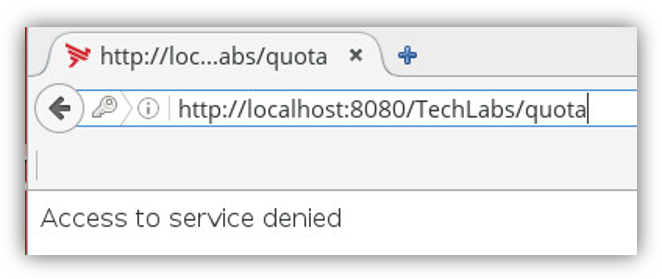 http://loc...abs/quota
http://localhost:8080/TechLabs/quota
Access to service denied